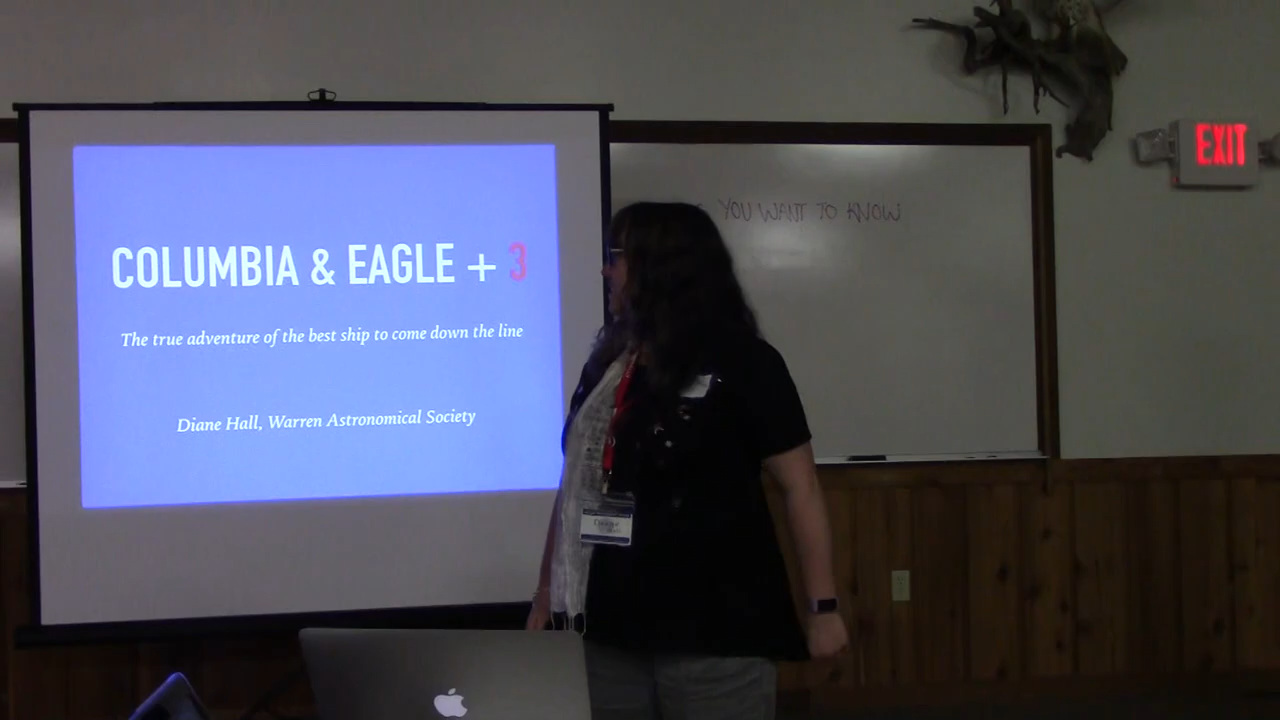 COLUMBIA & EAGLE + 3
The true adventure of the best ship to come down the line
Diane Hall, Warren Astronomical Society
YOU WANT TO KNOW
EXIT